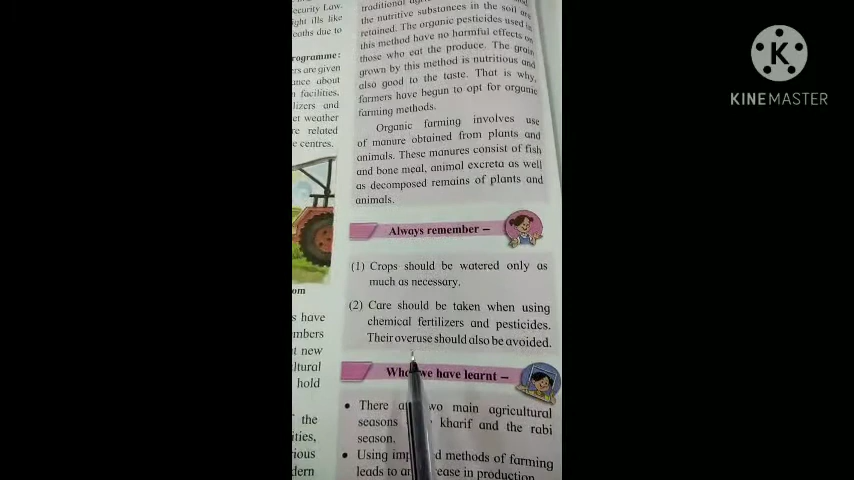 ecurity Law.
ght ills like
eaths due to
rogramme:
rs are given
ance about
facilities,
lizers and
et weather
re related
e centres.
om
s have
mbers
t new
ltural
hold
the
ities,
ious
dern
the nutritive substances in the soil are
retained. The organic pesticides used in
this method have no harmful effects on
those who eat the produce. The grain
grown by this method is nutritious and
also good to the taste. That is why,
farmers have begun to opt for organic
farming methods.
Organic farming involves use
of manure obtained from plants and
animals. These manures consist of fish
and bone meal, animal excreta as well
as decomposed remains of plants and
animals.
Always remember –
(1) Crops should be watered only as
much as necessary.
(2) Care should be taken when using
chemical fertilizers and pesticides.
Their overuse should also be avoided.
we have learnt –
• There two main agricultural
seasons kharif and the rabi
season.
• Using methods of farming
leads to in production
K
KINEMASTER